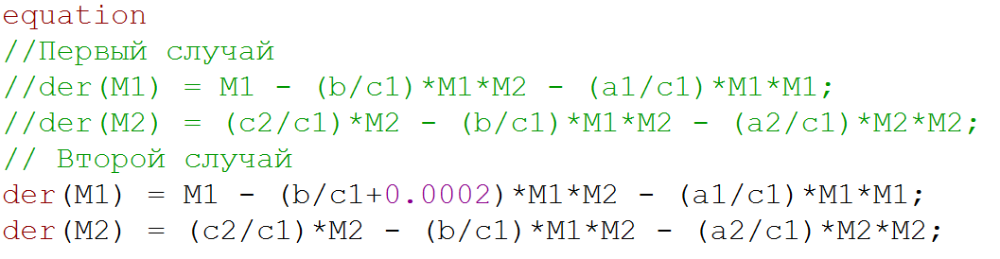 equation
//Первый случай
//der(M1) = M1 - (b/c1)*M1*M2 - (a1/c1)*M1*M1;
//der(M2) = (c2/c1)*M2 - (b/c1)*M1*M2 - (a2/c1)*M2*M2;
// Второй случай
der(M1) = M1 - (b/c1+0.0002)*M1*M2 - (a1/c1)*M1*M1;
der(M2) = (c2/c1)*M2 - (b/c1)*M1*M2 - (a2/c1)*M2*M2;